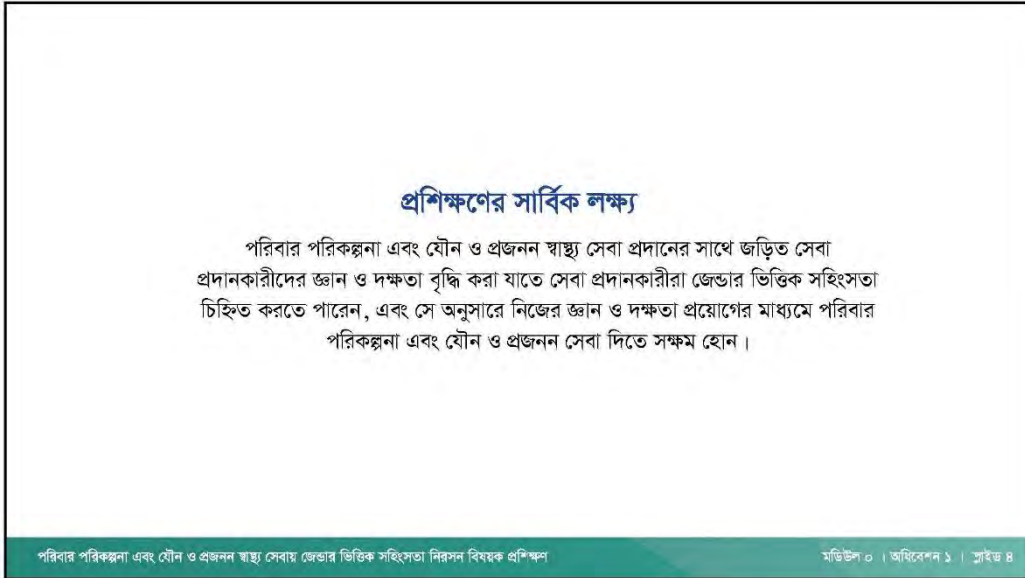 প্রশিক্ষণের সার্বিক লক্ষ্য
পরিবার পরিকল্পনা এবং যৌন ও প্রজনন স্বাস্থ্য সেবা প্রদানের সাথে জড়িত সেবা
প্রদানকারীদের জ্ঞান ও দক্ষতা বৃদ্ধি করা যাতে সেবা প্রদানকারীরা জেন্ডার ভিত্তিক সহিংসতা
চিহ্নিত করতে পারেন, এবং সে অনুসারে নিজের জ্ঞান ও দক্ষতা প্রয়োগের মাধ্যমে পরিবার
পরিকল্পনা এবং যৌন ও প্রজনন সেবা দিতে সক্ষম হোন।
পরিবার পরিকল্পনা এবং যৌন ও প্রজনন স্বাস্থ্য সেবায় জেন্ডার ভিত্তিক সহিংসতা নিরসন বিষয়ক প্রশিক্ষণ
মডিউল ০ । অধিবেশন ১ । স্লাইড ৪